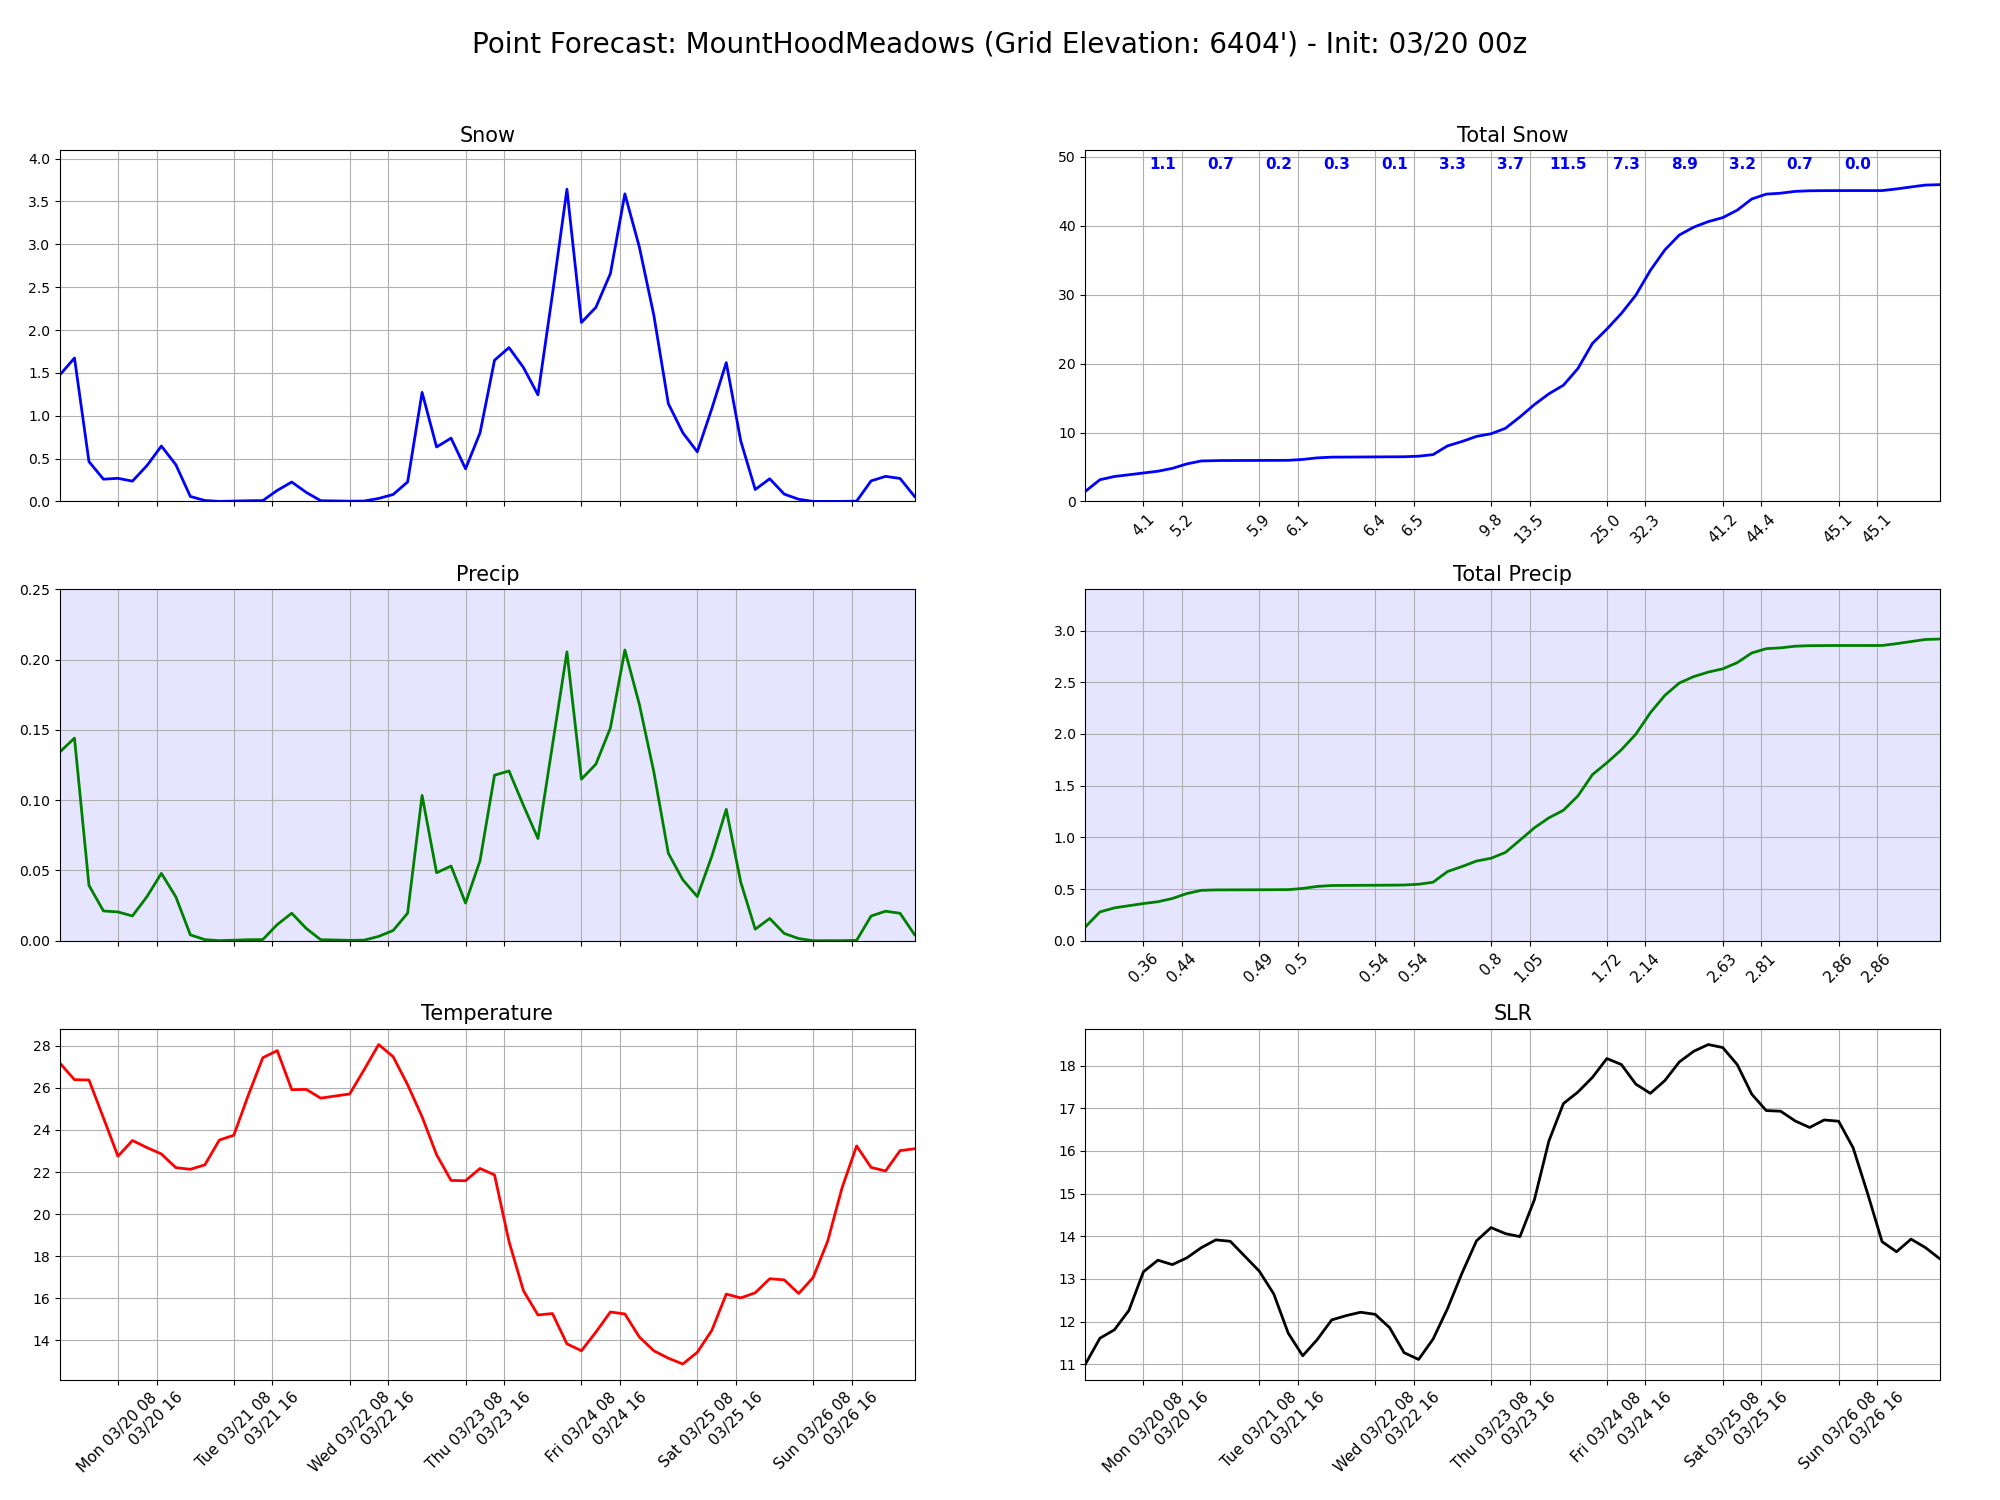 Point Forecast: MountHoodMeadows (Grid Elevation: 6404') - Init: 03/20 00z
Snow
4.0
3.5
3.0
2.5
2.0
1.5
1.0
0.5
0.0
Total Snow
1.1 0.7 0.2 0.3 0.1 3.3 3.7 11.5 7.3 8.9 3.2 0.7 0.0
50
40
30
20
10
0
4.1 5.2 5.9 6.1 6.4 6.5 9.8 13.5 25.0 32.3 41.2 44.4 45.1 45.1
Precip
0.25
0.20
0.15
0.10
0.05
0.00
Total Precip
3.0
2.5
2.0
1.5
1.0
0.5
0.0
0.36 0.44 0.49 0.5 0.54 0.54 0.8 1.05 1.72 2.14 2.63 2.81 2.86 2.86
Temperature
28
26
24
22
20
18
16
14
Mon 03/20 08
03/20 16
Tue 03/21 08
03/21 16
Wed 03/22 08
03/22 16
Thu 03/23 08
03/23 16
Fri 03/24 08
03/24 16
Sat 03/25 08
03/25 16
Sun 03/26 08
03/26 16
SLR
18
17
16
15
14
13
12
11
Mon 03/20 08
03/20 16
Tue 03/21 08
03/21 16
Wed 03/22 08
03/22 16
Thu 03/23 08
03/23 16
Fri 03/24 08
03/24 16
Sat 03/25 08
03/25 16
Sun 03/26 08
03/26 16